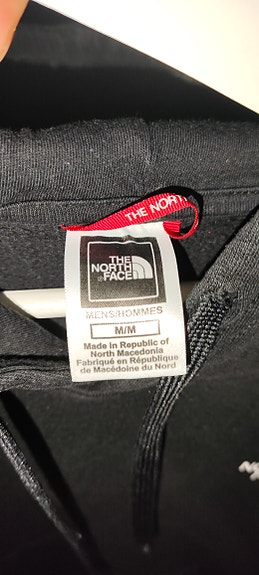 THE NORTH
THE
NORTH
FACE
MENS/HOMMES
M/M
Made in Republic of
North Macedonia
Fabriqué en République
de Macédoine du Nord